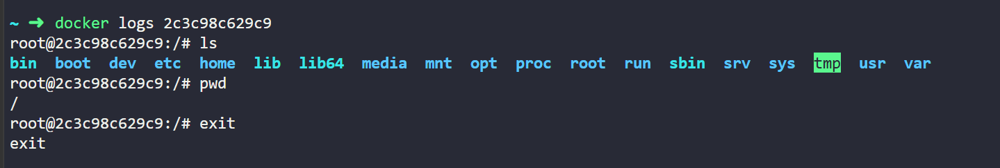 ~ ➜ docker logs 2c3c98c629c9
root@2c3c98c629c9:/# ls
bin boot dev etc home lib lib64 media mnt opt proc root run sbin srv sys tmp usr var
root@2c3c98c629c9:/# pwd
/
root@2c3c98c629c9:/# exit
exit